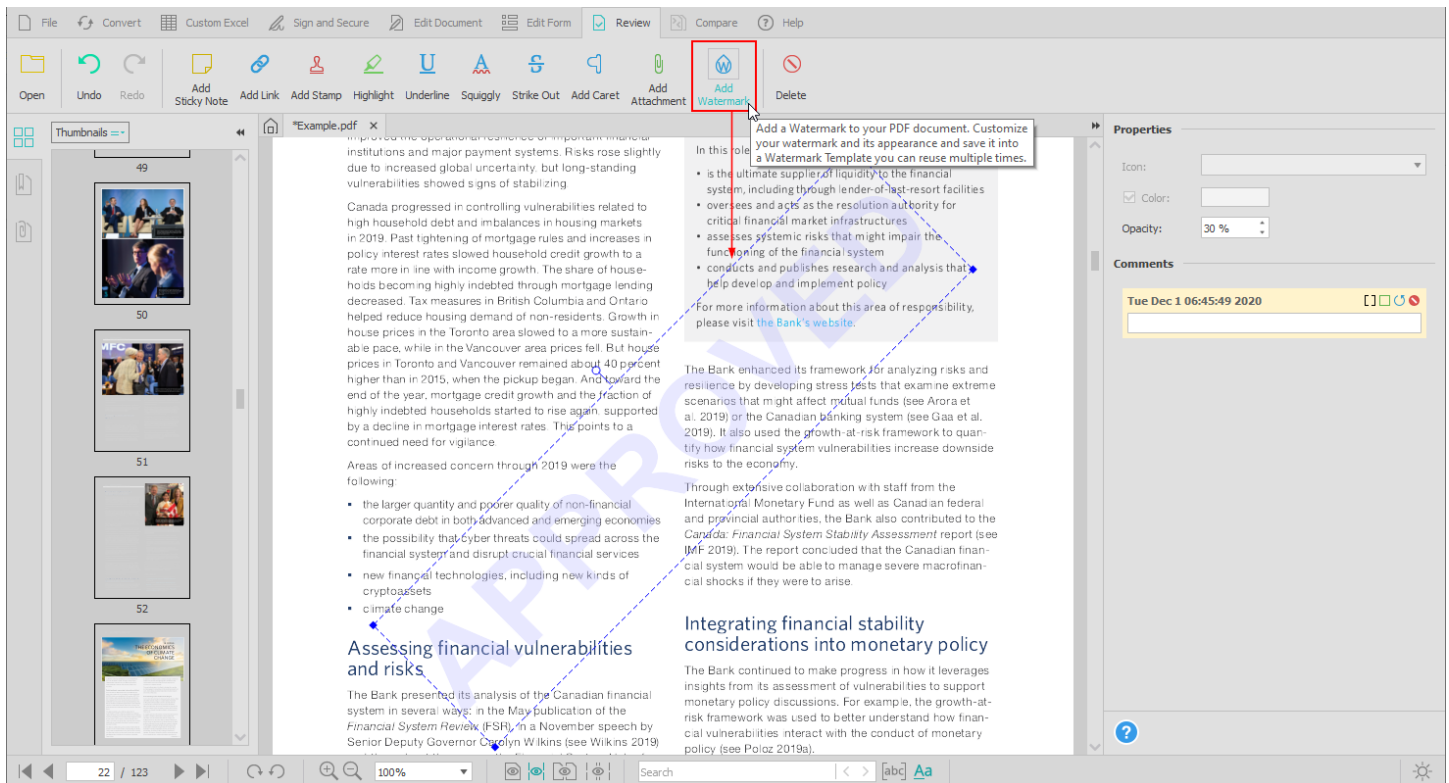 File Convert Custom Excel Sign and Secure Edit Document Edit Form Review Compare Help
Open Undo Redo Add Sticky Note Add Link Add Stamp Highlight Underline Squiggly Strike Out Add Caret Add Attachment Add Watermark Delete
Add a Watermark to your PDF document. Customize
your watermark and its appearance and save it into
a Watermark Template you can reuse multiple times.
Thumbnails
49
50
51
52
THE ECONOMICS
OF CLIMATE
CHANGE
*Example.pdf
institutions and major payment systems. Risks rose slightly
due to increased global uncertainty, but long-standing
vulnerabilities showed signs of stabilizing.
Canada progressed in controlling vulnerabilities related to
high household debt and imbalances in housing markets
in 2019. Past tightening of mortgage rules and increases in
policy interest rates slowed household credit growth to a
rate more in line with income growth. The share of house-
holds becoming highly indebted through mortgage lending
decreased. Tax measures in British Columbia and Ontario
helped reduce housing demand of non-residents. Growth in
house prices in the Toronto area slowed to a more sustain-
able pace, while in the Vancouver area prices fell. But house
prices in Toronto and Vancouver remained about 40 percent
higher than in 2015, when the pickup began. And toward the
end of the year, mortgage credit growth and the fraction of
highly indebted households started to rise again, supported
by a decline in mortgage interest rates. This points to a
continued need for vigilance.
Areas of increased concern through 2019 were the
following:
▪ the larger quantity and poorer quality of non-financial
corporate debt in both advanced and emerging economies
▪ the possibility that cyber threats could spread across the
financial system and disrupt crucial financial services
▪ new financial technologies, including new kinds of
cryptoassets
▪ climate change
Assessing financial vulnerabilities
and risks
The Bank presented its analysis of the Canadian financial
system in several ways: in the May publication of the
Financial System Review (FSR), in a November speech by
Senior Deputy Governor Carolyn Wilkins (see Wilkins 2019)
In this role
• is the ultimate supplier of liquidity to the financial
system, including through lender-of-last-resort facilities
• oversees and acts as the resolution authority for
critical financial market infrastructures
• assesses systemic risks that might impair the
functioning of the financial system
• conducts and publishes research and analysis that
help develop and implement policy
For more information about this area of responsibility,
please visit the Bank's website.
The Bank enhanced its framework for analyzing risks and
resilience by developing stress tests that examine extreme
scenarios that might affect mutual funds (see Arora et
al. 2019) or the Canadian banking system (see Gaa et al.
2019). It also used the growth-at-risk framework to quan-
tify how financial system vulnerabilities increase downside
risks to the economy.
Through extensive collaboration with staff from the
International Monetary Fund as well as Canadian federal
and provincial authorities, the Bank also contributed to the
Canada: Financial System Stability Assessment report (see
IMF 2019). The report concluded that the Canadian finan-
cial system would be able to manage severe macrofinan-
cial shocks if they were to arise.
Integrating financial stability
considerations into monetary policy
The Bank continued to make progress in how it leverages
insights from its assessment of vulnerabilities to support
monetary policy discussions. For example, the growth-at-
risk framework was used to better understand how finan-
cial vulnerabilities interact with the conduct of monetary
policy (see Poloz 2019a).
APPROVED
Properties
Icon:
Color:
Opacity: 30 %
Comments
Tue Dec 1 06:45:49 2020
22 / 123 100% Search [abc] Aa